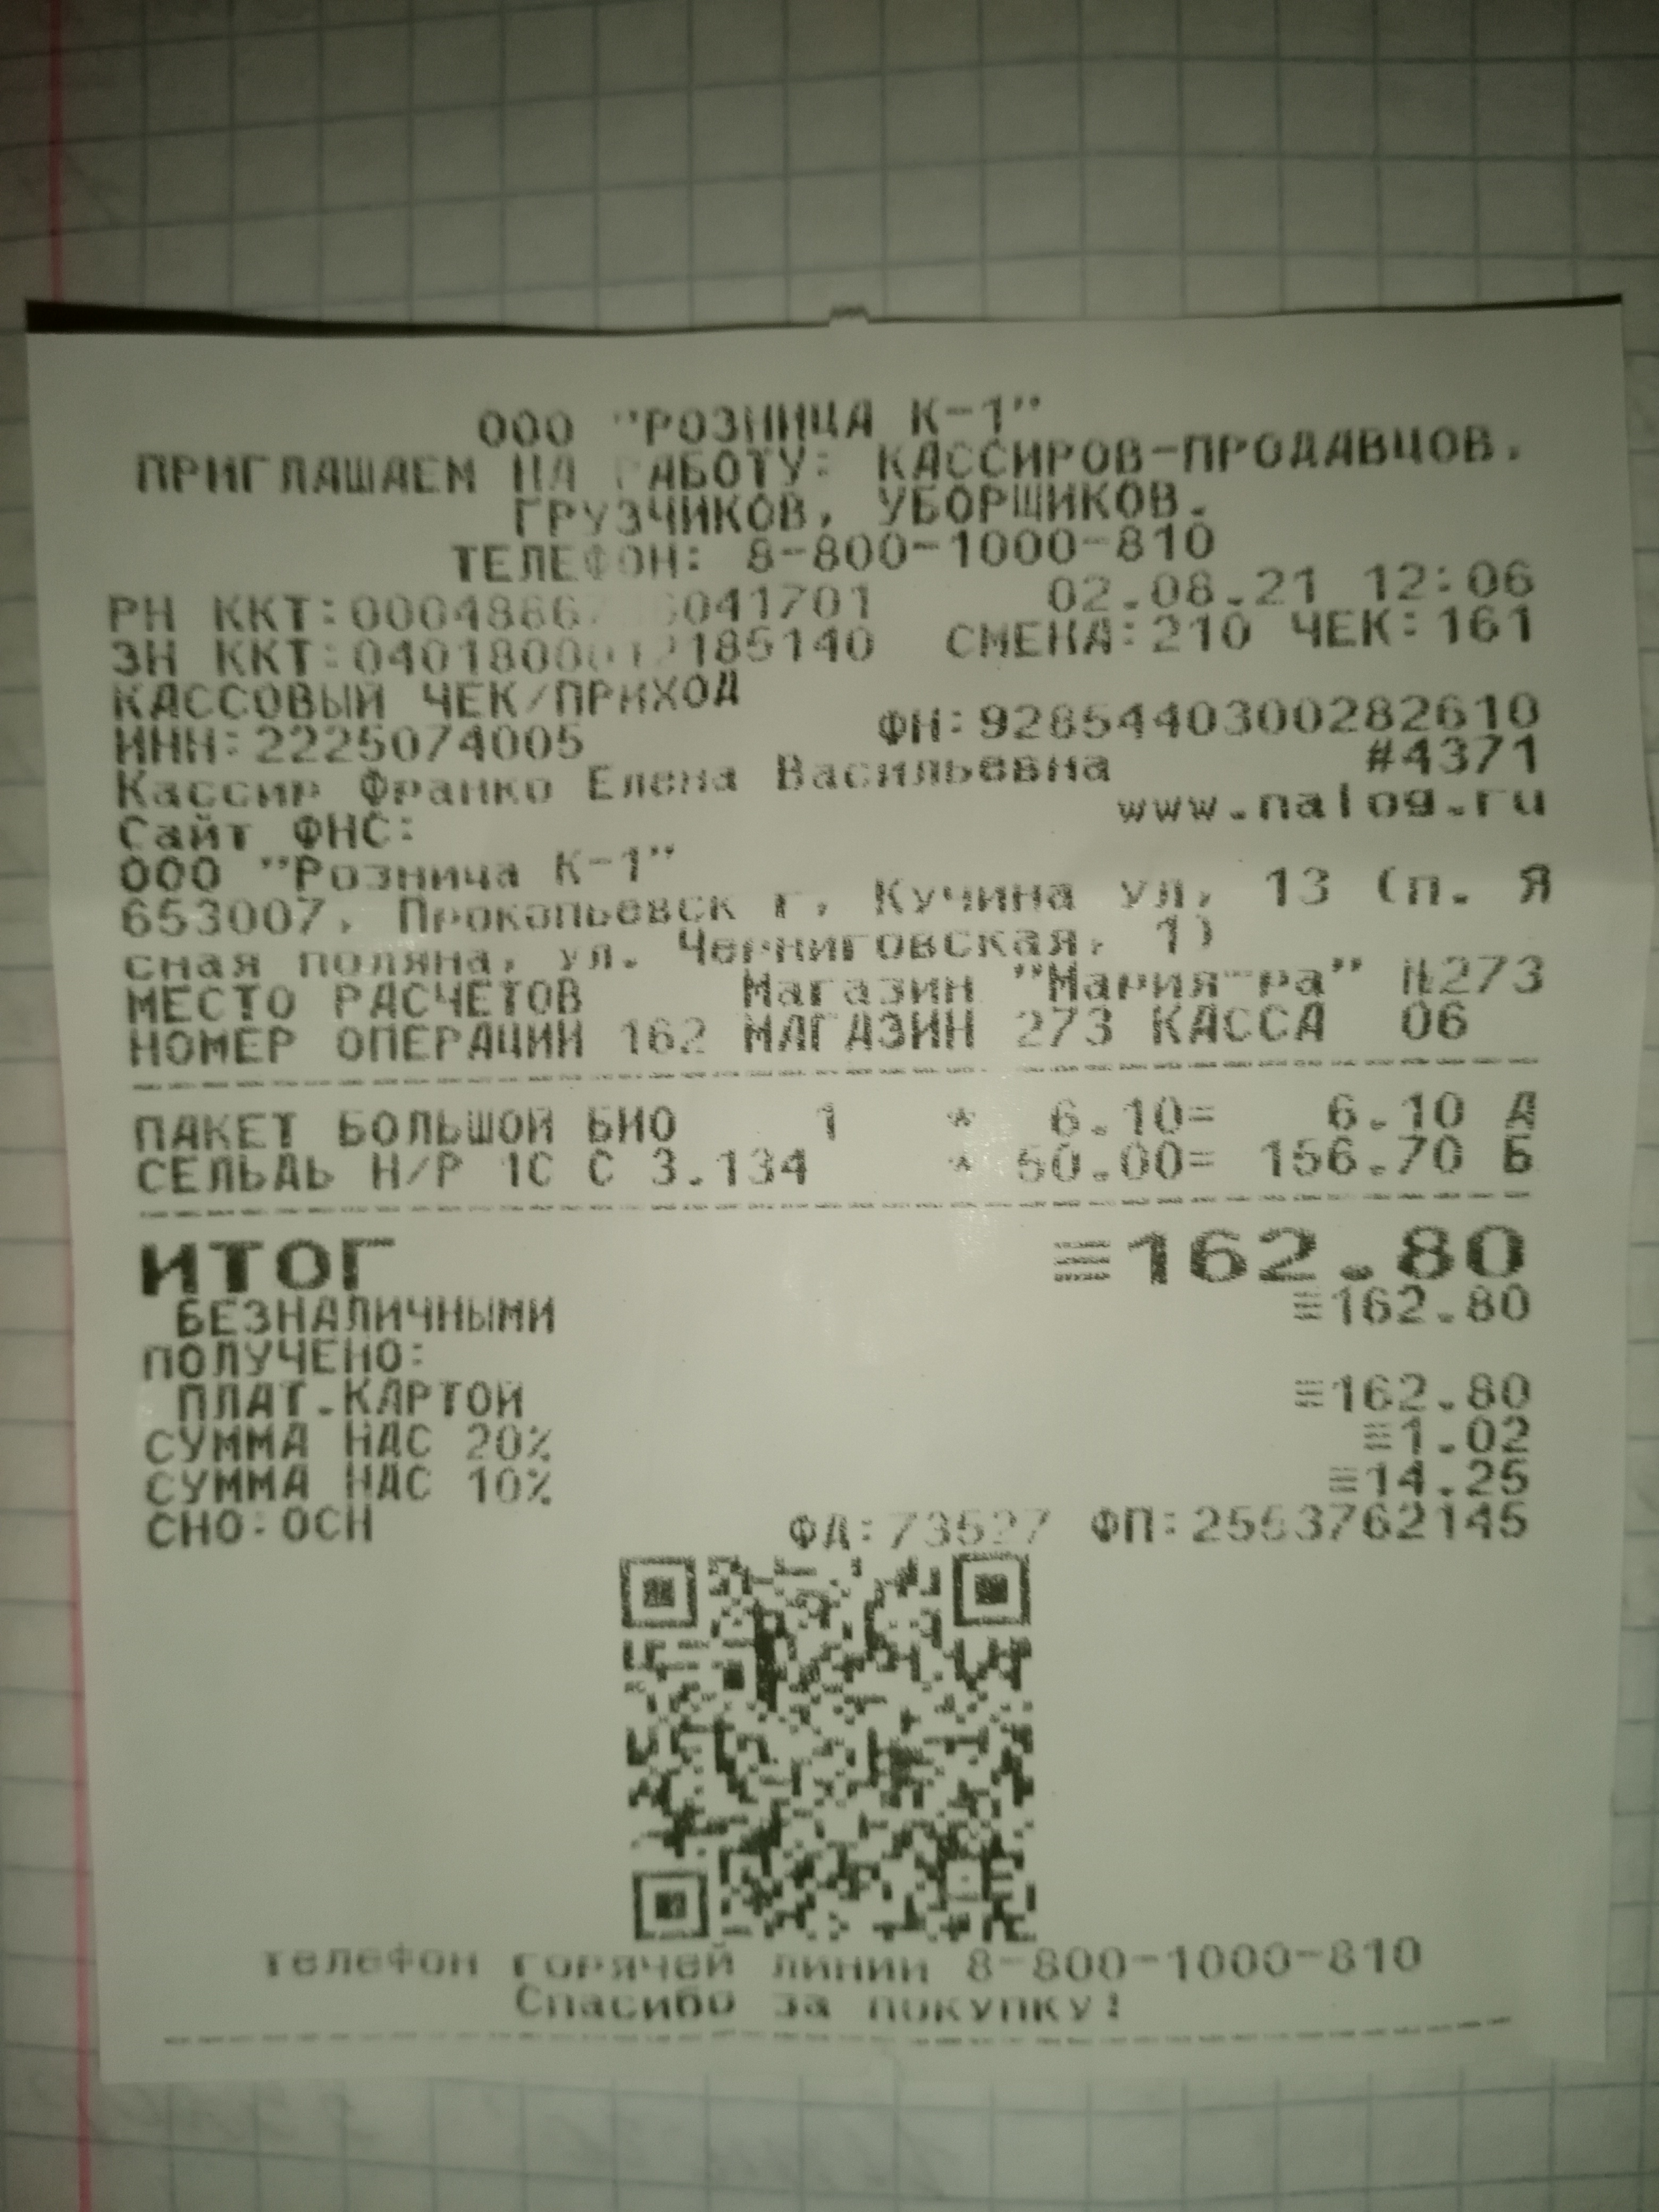 ООО "РОЗНИЦА К-1"
ПРИГЛАШАЕМ НА РАБОТУ: КАССИРОВ-ПРОДАВЦОВ,
ГРУЗЧИКОВ, УБОРЩИКОВ.
ТЕЛЕФОН: 8-800-1000-810
РН ККТ: 02.08.21 12:06
ЗН ККТ: СМЕНА:210 ЧЕК:161
КАССОВЫЙ ЧЕК/ПРИХОД
ИНН:2225074005 ФН:9285440300282610
Кассир Франко Елена Васильевна #4371
Сайт ФНС: www.nalog.ru
ООО "Розница К-1"
653007, Прокопьевск г, Кучина ул, 13 (п. Я
сная поляна, ул. Черниговская, 1)
МЕСТО РАСЧЕТОВ Магазин "Мария-ра" №273
НОМЕР ОПЕРАЦИИ 162 МАГАЗИН 273 КАССА 06
ПАКЕТ БОЛЬШОЙ БИО 1 * 6.10= 6.10 А
СЕЛЬДЬ Н/Р 1С С 3.134 * 50.00= 156.70 Б
ИТОГ ≡162.80
БЕЗНАЛИЧНЫМИ ≡162.80
ПОЛУЧЕНО:
ПЛАТ.КАРТОЙ ≡162.80
СУММА НДС 20% ≡1.02
СУММА НДС 10% ≡14.25
СНО:ОСН ФД:73527 ФП:2553762145
телефон горячей линии 8-800-1000-810
Спасибо за покупку!